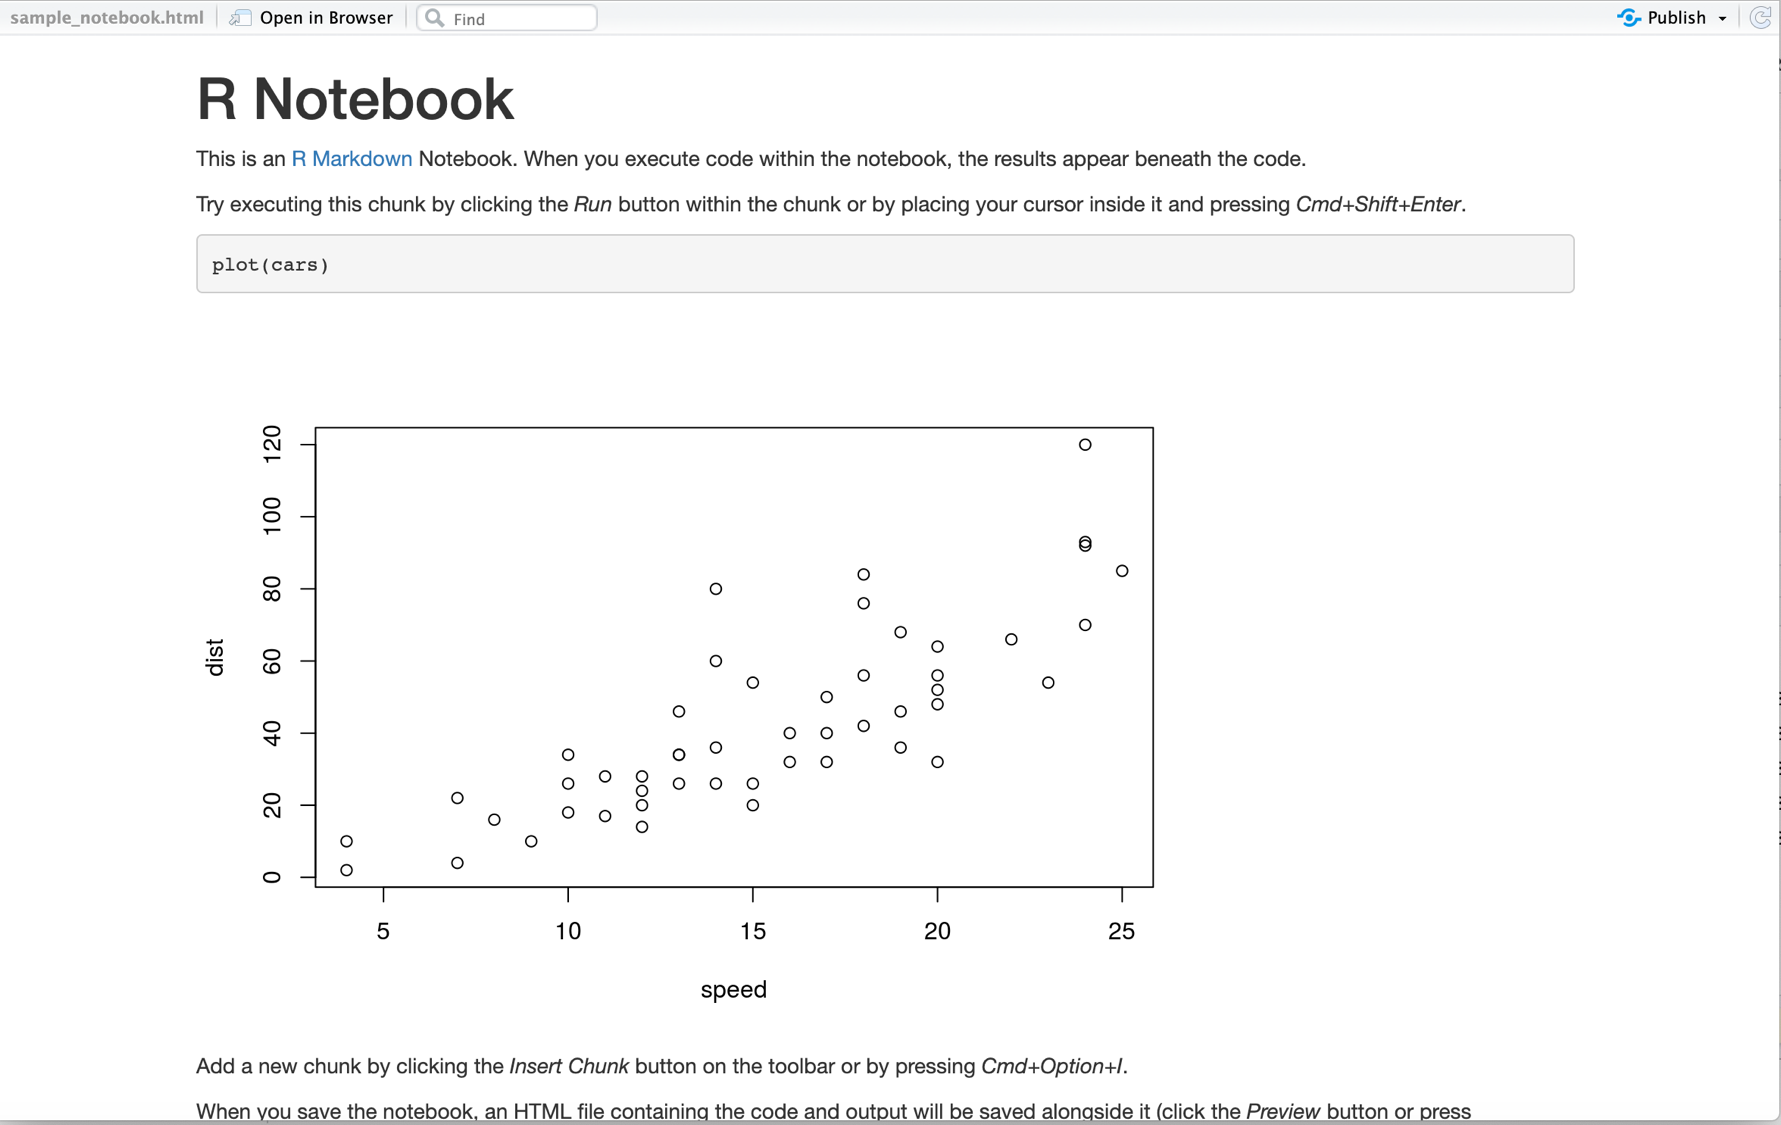 sample_notebook.html Open in Browser Find Publish
R Notebook
This is an R Markdown Notebook. When you execute code within the notebook, the results appear beneath the code.
Try executing this chunk by clicking the Run button within the chunk or by placing your cursor inside it and pressing Cmd+Shift+Enter.
plot(cars)
120
100
80
60
40
20
0
dist
5 10 15 20 25
speed
Add a new chunk by clicking the Insert Chunk button on the toolbar or by pressing Cmd+Option+I.
When you save the notebook, an HTML file containing the code and output will be saved alongside it (click the Preview button or press